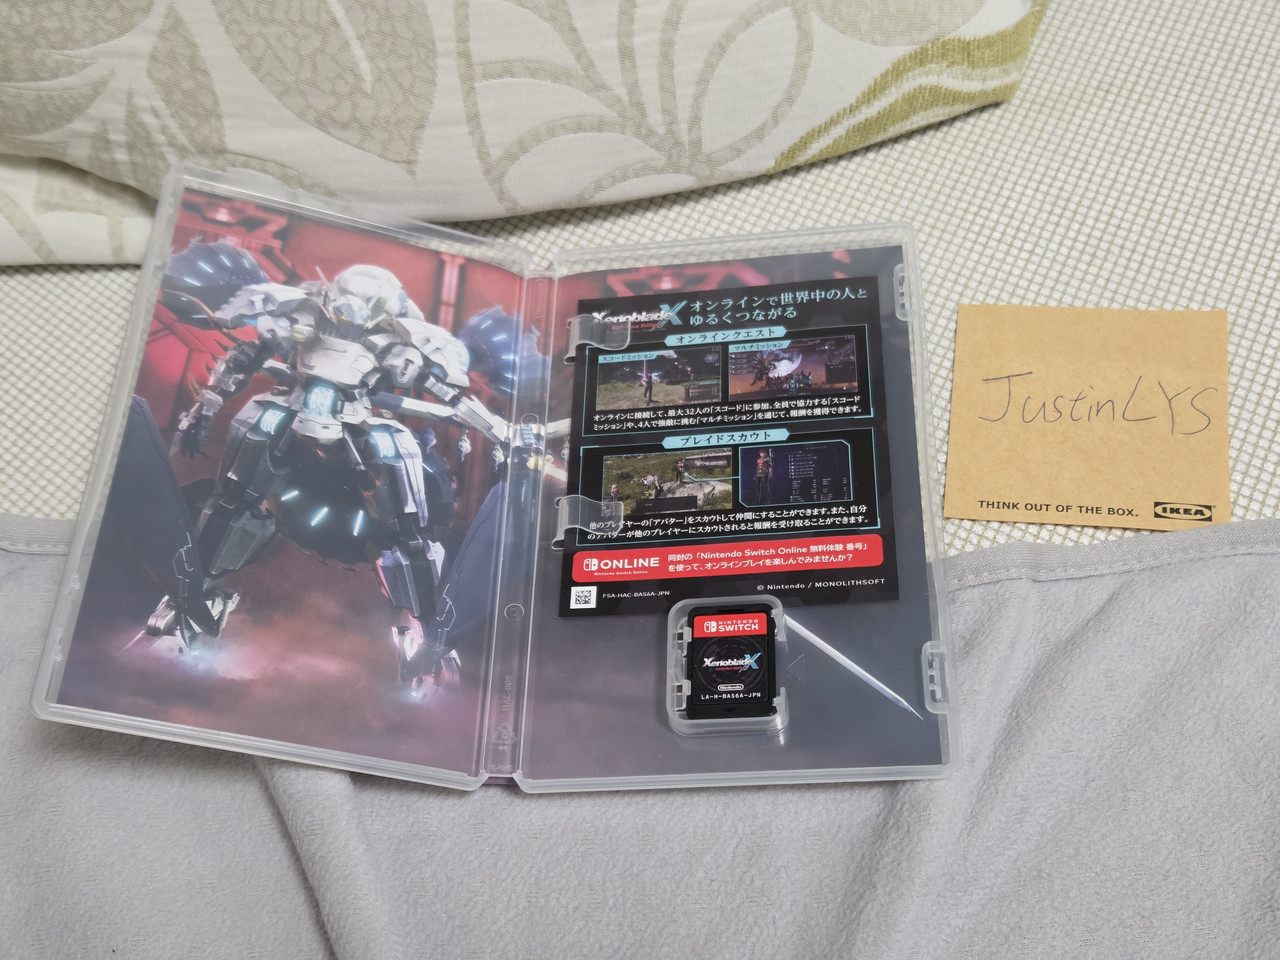 XenobladeX
オンラインで世界中の人と
ゆるくつながる
オンラインクエスト
スコードミッション
マルチミッション
オンラインに接続して、最大32人の「スコード」に参加。全員で協力する「スコード
ミッション」や、4人で強敵に挑む「マルチミッション」を通じて、報酬を獲得できます。
ブレイドスカウト
他のプレイヤーの「アバター」をスカウトして仲間にすることができます。また、自分
のアバターが他のプレイヤーにスカウトされると報酬を受け取ることができます。
ONLINE
Nintendo Switch Online
同封の「Nintendo Switch Online 無料体験 番号」
を使って、オンラインプレイを楽しんでみませんか?
FSA-HAC-BAS6A-JPN
© Nintendo / MONOLITHSOFT
NINTENDO
SWITCH
XenobladeX
Nintendo
LA-H-BAS6A-JPN
JustinLYS
THINK OUT OF THE BOX.
IKEA